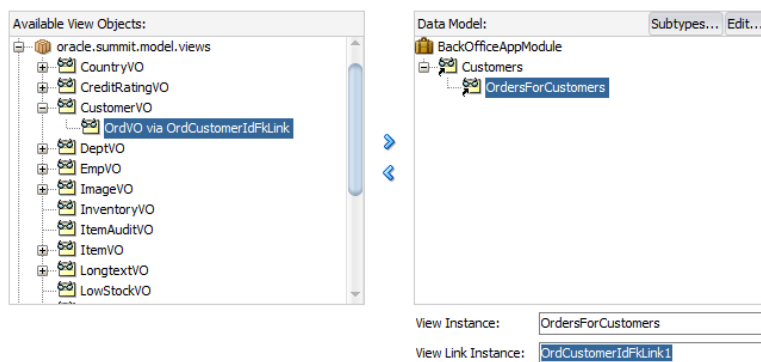 Available View Objects:
oracle.summit.model.views
CountryVO
CreditRatingVO
CustomerVO
OrdVO via OrdCustomerIdFkLink
DeptVO
EmpVO
ImageVO
InventoryVO
ItemAuditVO
ItemVO
LongtextVO
LowStockVO
Data Model:
Subtypes... Edit...
BackOfficeAppModule
Customers
OrdersForCustomers
View Instance: OrdersForCustomers
View Link Instance: OrdCustomerIdFkLink1